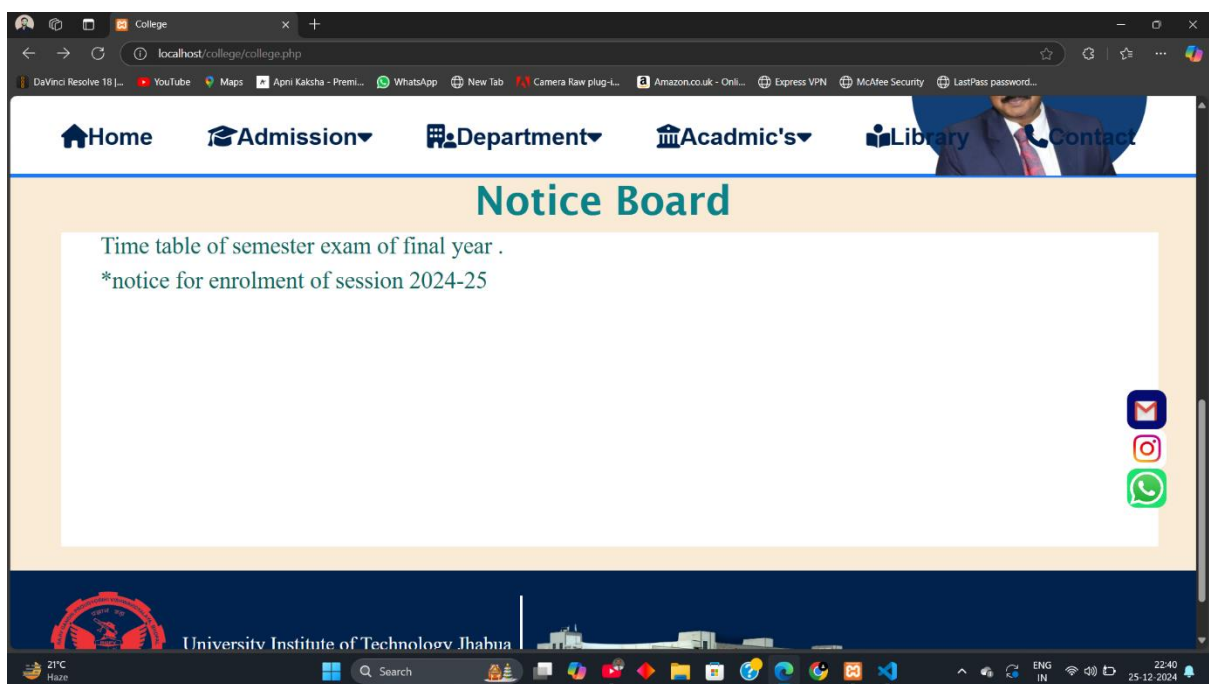 College
localhost/college/college.php
DaVinci Resolve 18 |... YouTube Maps Apni Kaksha - Premi... WhatsApp New Tab Camera Raw plug-i... Amazon.co.uk - Onli... Express VPN McAfee Security LastPass password...
Home Admission Department Acadmic's Library Contact
Notice Board
Time table of semester exam of final year .
*notice for enrolment of session 2024-25
University Institute of Technology Jhabua
21°C
Haze
Search
ENG
IN
22:40
25-12-2024